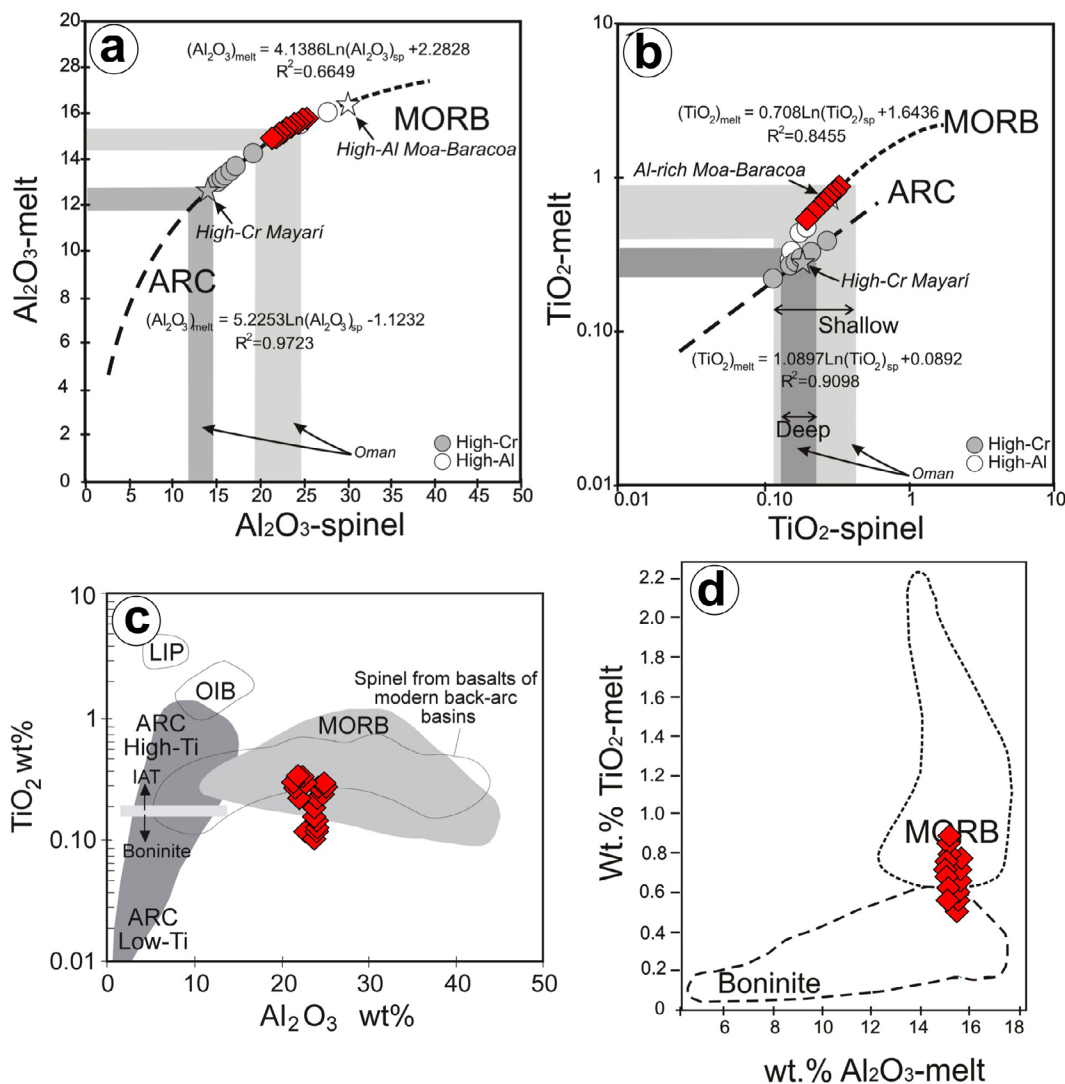 a
(Al₂O₃)melt = 4.1386Ln(Al₂O₃)sp +2.2828
R²=0.6649
MORB
High-Al Moa-Baracoa
High-Cr Mayarí
ARC
(Al₂O₃)melt = 5.2253Ln(Al₂O₃)sp -1.1232
R²=0.9723
Oman
High-Cr
High-Al
20
28
16
14
12
10
8
6
4
2
0
0
5
10
15
20
25
30
35
40
45
50
Al₂O₃-melt
Al₂O₃-spinel
b
(TiO₂)melt = 0.708Ln(TiO₂)sp +1.6436
R²=0.8455
MORB
Al-rich Moa-Baracoa
ARC
High-Cr Mayarí
Shallow
(TiO₂)melt = 1.0897Ln(TiO₂)sp +0.0892
R²=0.9098
Deep
Oman
High-Cr
High-Al
10
1
0.10
0.01
0.01
0.10
1
10
TiO₂-melt
TiO₂-spinel
c
LIP
OIB
Spinel from basalts of
modern back-arc
basins
MORB
ARC
High-Ti
IAT
Boninite
ARC
Low-Ti
10
1
0.10
0.01
0
10
20
30
40
50
TiO₂ wt%
Al₂O₃ wt%
d
MORB
Boninite
2.2
2.0
1.8
1.6
1.4
1.2
1.0
0.8
0.6
0.4
0.2
0
6
8
10
12
14
16
18
Wt.% TiO₂-melt
wt.% Al₂O₃-melt